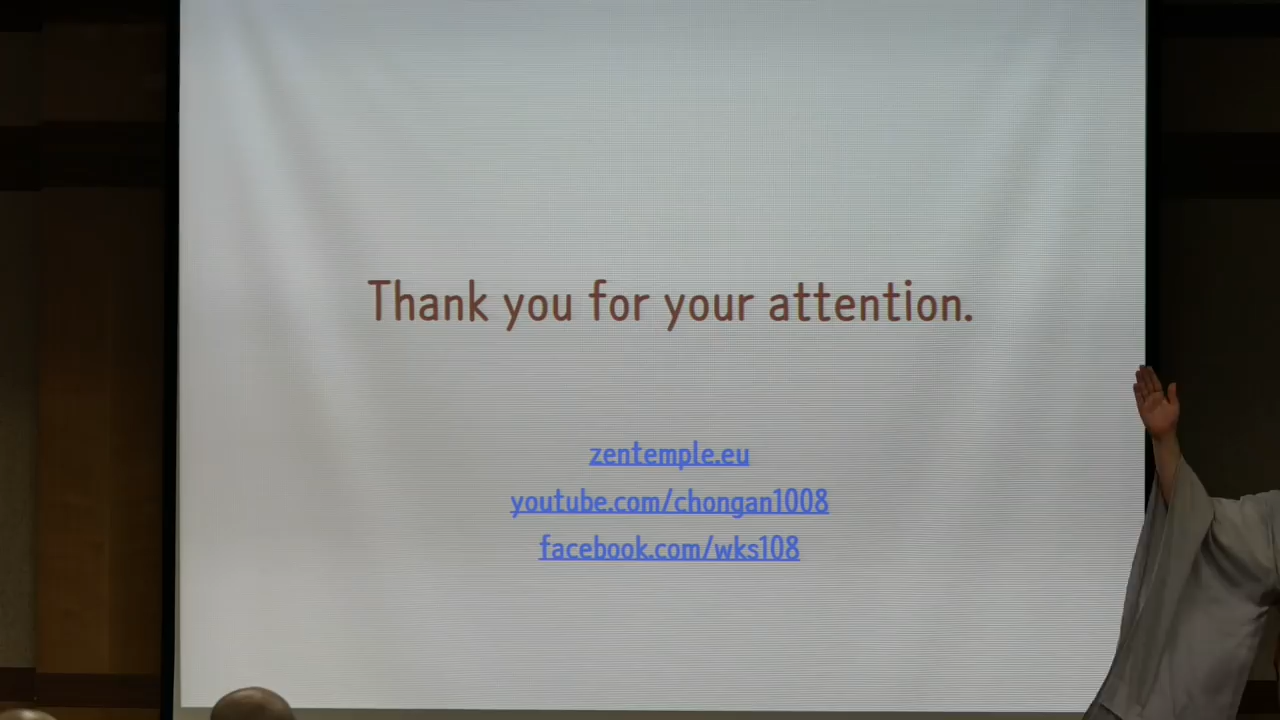 Thank you for your attention.
zentemple.eu
youtube.com/chongan1008
facebook.com/wks108